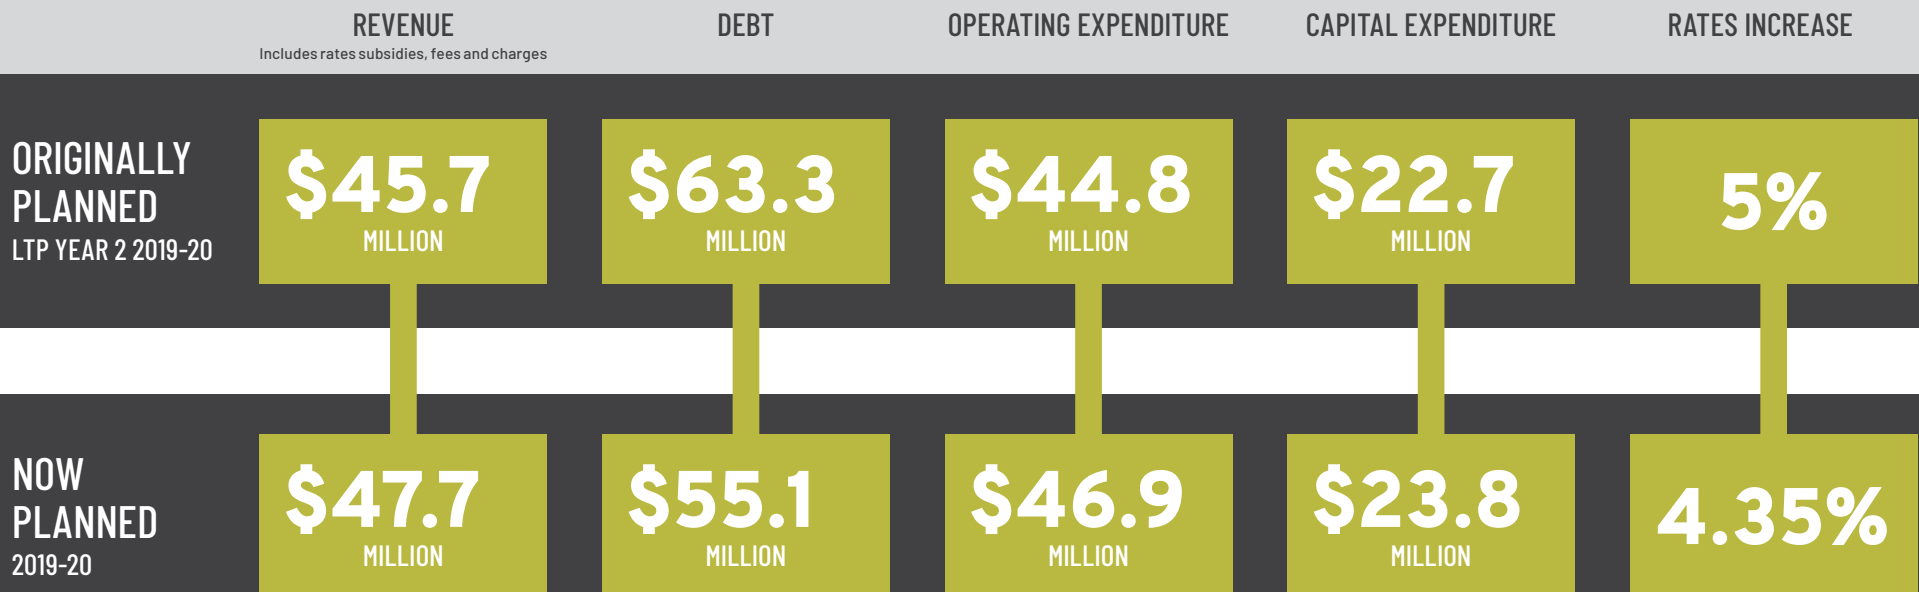 REVENUE
Includes rates subsidies, fees and charges
DEBT
OPERATING EXPENDITURE
CAPITAL EXPENDITURE
RATES INCREASE
ORIGINALLY
PLANNED
LTP YEAR 2 2019-20
$45.7
MILLION
$63.3
MILLION
$44.8
MILLION
$22.7
MILLION
5%
NOW
PLANNED
2019-20
$47.7
MILLION
$55.1
MILLION
$46.9
MILLION
$23.8
MILLION
4.35%